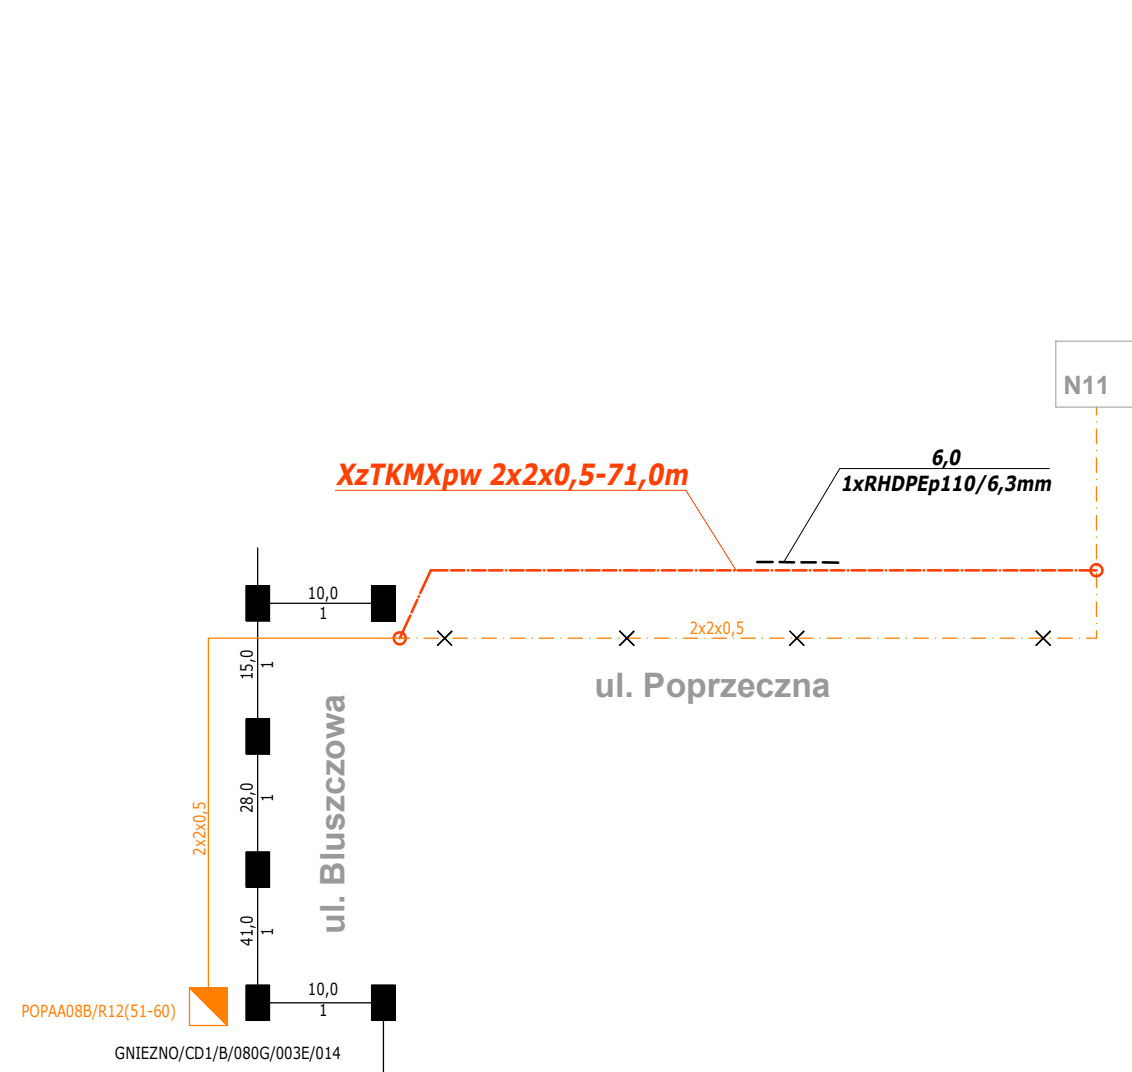 N11
6,0
1xRHDPEp110/6,3mm
XzTKMXpw 2x2x0,5-71,0m
10,0
1
2x2x0,5
15,0
1
ul. Poprzeczna
ul. Bluszczowa
28,0
1
2x2x0,5
41,0
1
10,0
1
POPAA08B/R12(51-60)
GNIEZNO/CD1/B/080G/003E/014